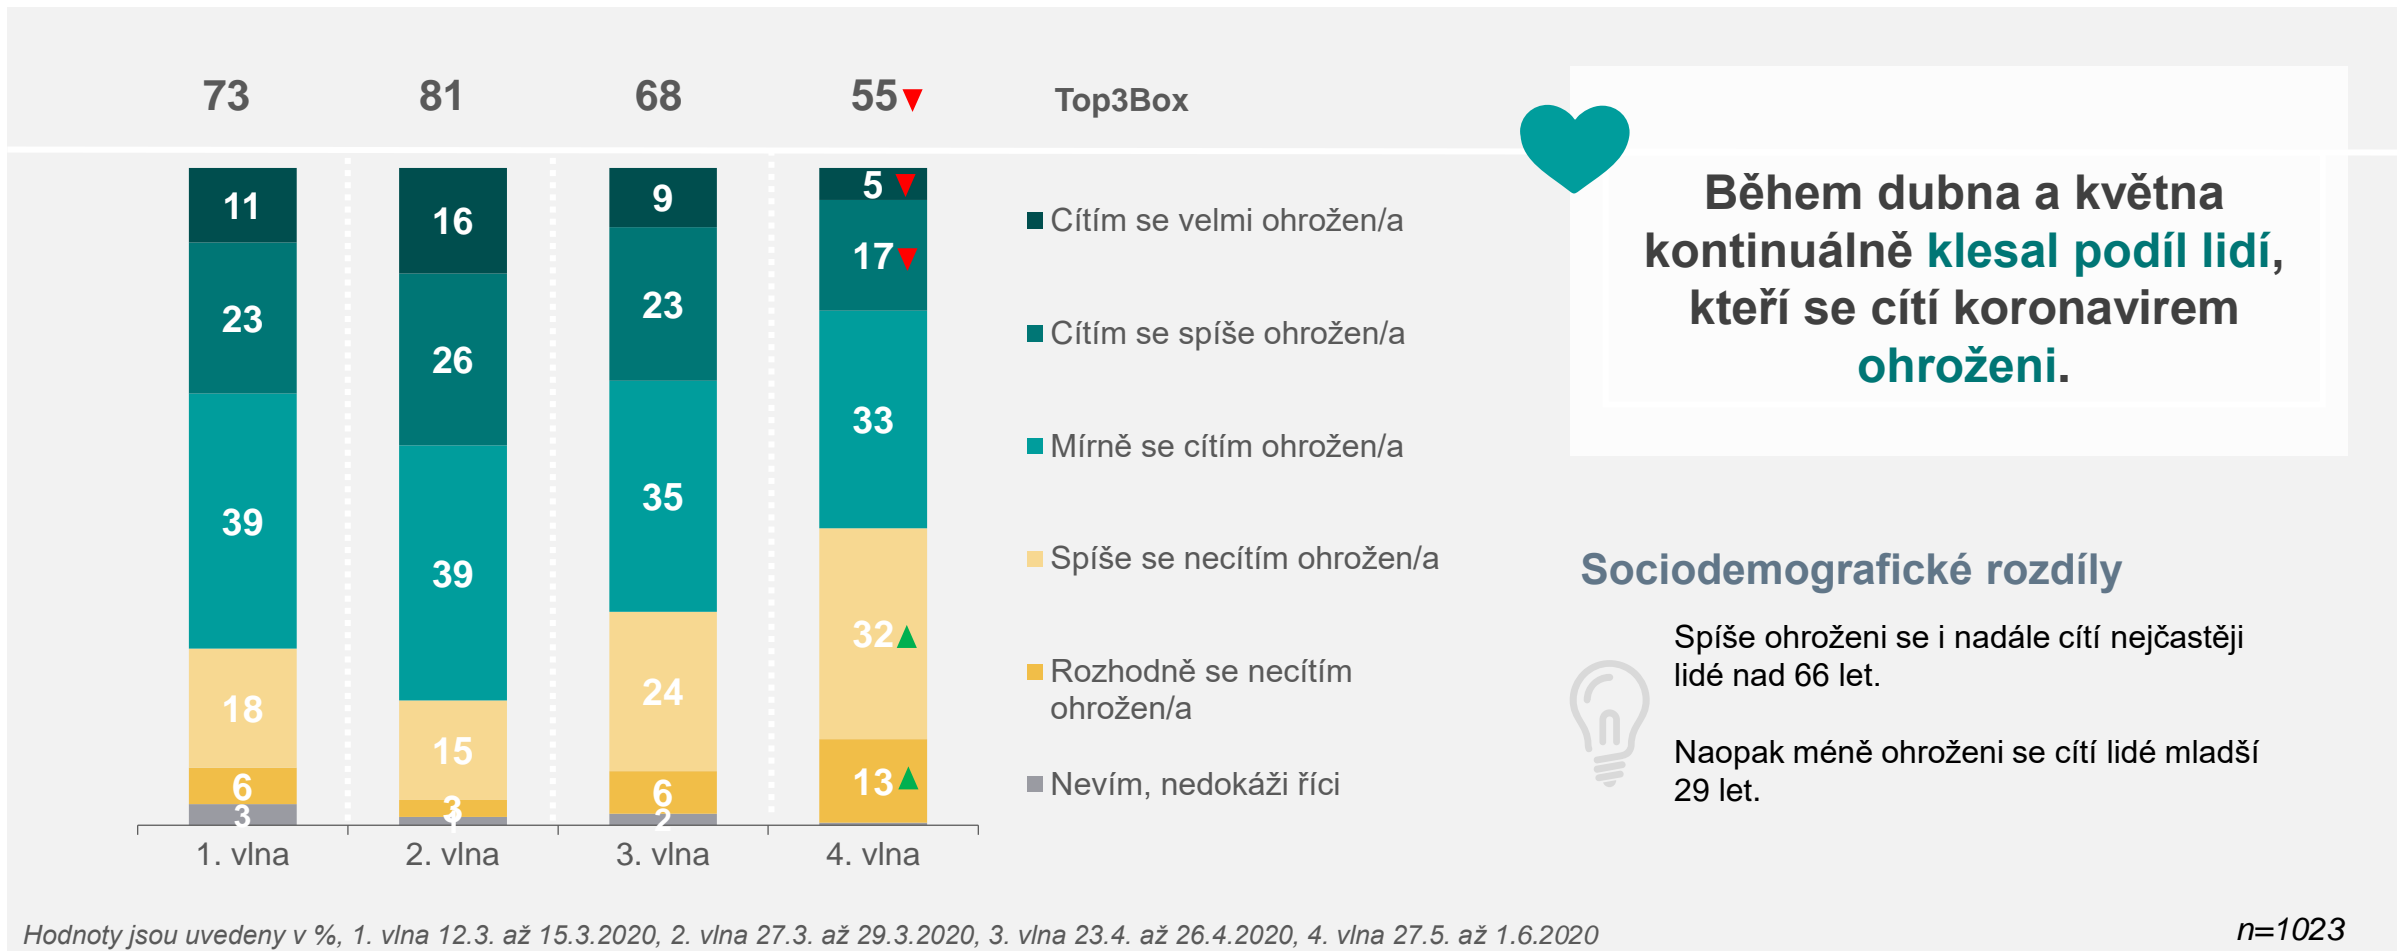 73 81 68 55 Top3Box
11 16 9 5
23 26 23 17
39 39 35 33
18 15 24 32
6 3 6 13
3 1 2
1. vlna 2. vlna 3. vlna 4. vlna
Cítím se velmi ohrožen/a
Cítím se spíše ohrožen/a
Mírně se cítím ohrožen/a
Spíše se necítím ohrožen/a
Rozhodně se necítím
ohrožen/a
Nevím, nedokáži říci
Během dubna a května
kontinuálně klesal podíl lidí,
kteří se cítí koronavirem
ohroženi.
Sociodemografické rozdíly
Spíše ohroženi se i nadále cítí nejčastěji
lidé nad 66 let.
Naopak méně ohroženi se cítí lidé mladší
29 let.
Hodnoty jsou uvedeny v %, 1. vlna 12.3. až 15.3.2020, 2. vlna 27.3. až 29.3.2020, 3. vlna 23.4. až 26.4.2020, 4. vlna 27.5. až 1.6.2020
n=1023